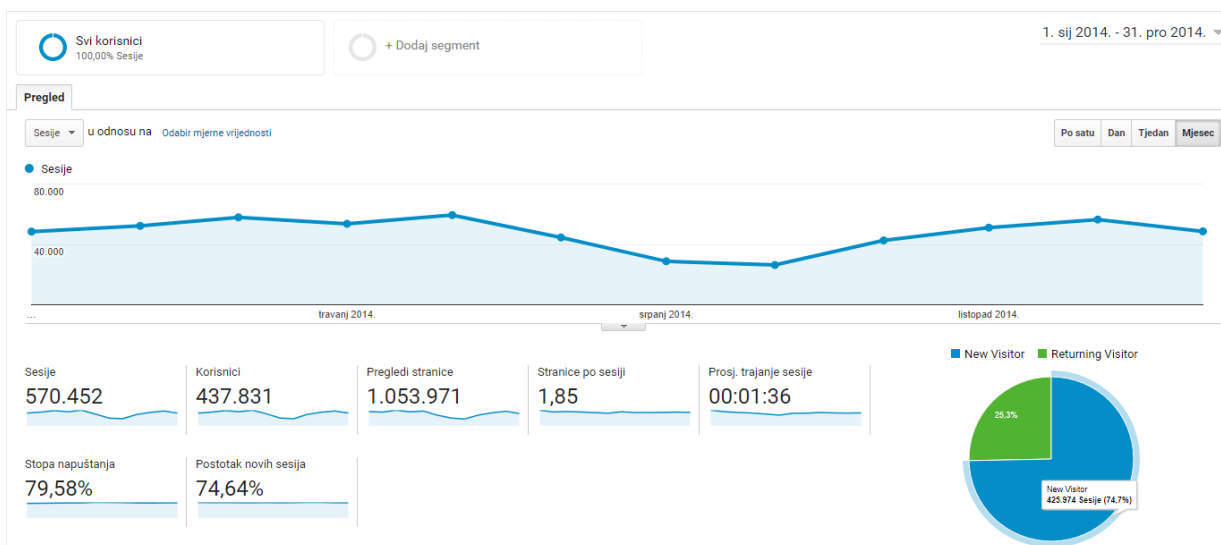 Svi korisnici
100,00% Sesije
+ Dodaj segment
1. sij 2014. - 31. pro 2014.
Pregled
Sesije u odnosu na Odabir mjerne vrijednosti
Po satu Dan Tjedan Mjesec
Sesije
80.000
40.000
... travanj 2014. srpanj 2014. listopad 2014.
New Visitor Returning Visitor
Sesije Korisnici Pregledi stranice Stranice po sesiji Prosj. trajanje sesije
570.452 437.831 1.053.971 1,85 00:01:36
25,3%
Stopa napuštanja Postotak novih sesija
79,58% 74,64%
New Visitor
425.974 Sesije (74,7%)